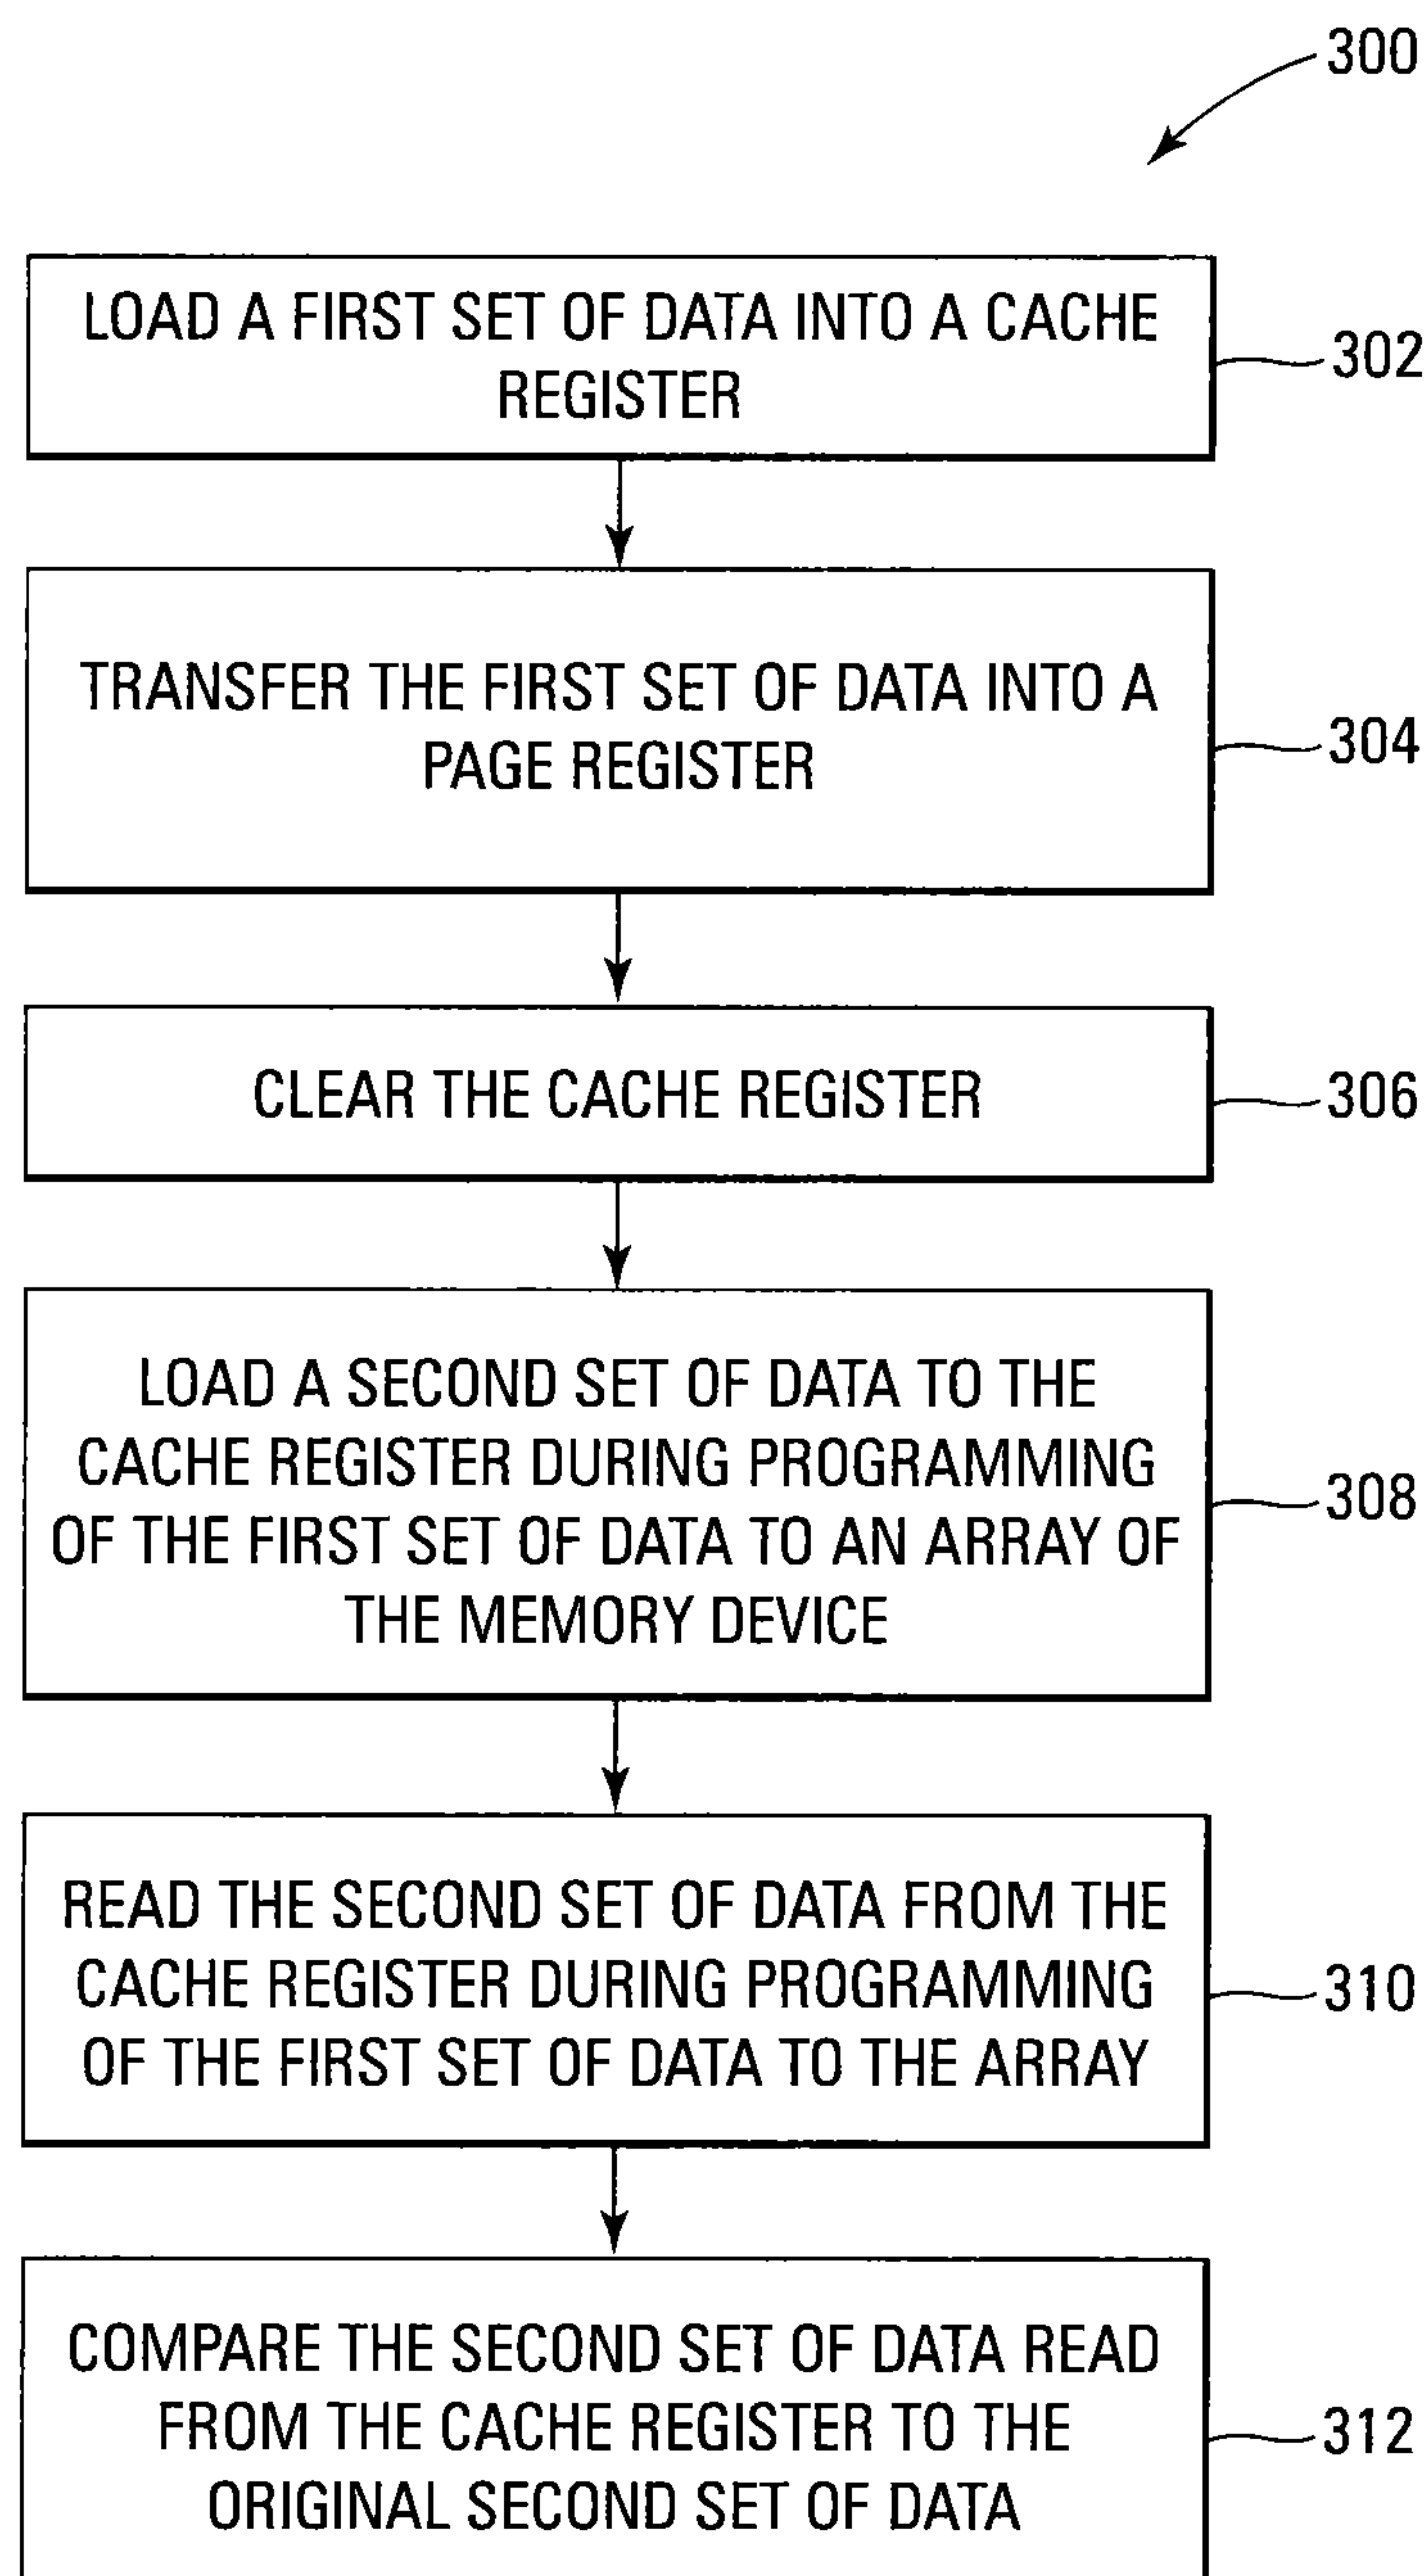 300
LOAD A FIRST SET OF DATA INTO A CACHE
REGISTER
302
TRANSFER THE FIRST SET OF DATA INTO A
PAGE REGISTER
304
CLEAR THE CACHE REGISTER
306
LOAD A SECOND SET OF DATA TO THE
CACHE REGISTER DURING PROGRAMMING
OF THE FIRST SET OF DATA TO AN ARRAY OF
THE MEMORY DEVICE
308
READ THE SECOND SET OF DATA FROM THE
CACHE REGISTER DURING PROGRAMMING
OF THE FIRST SET OF DATA TO THE ARRAY
310
COMPARE THE SECOND SET OF DATA READ
FROM THE CACHE REGISTER TO THE
ORIGINAL SECOND SET OF DATA
312